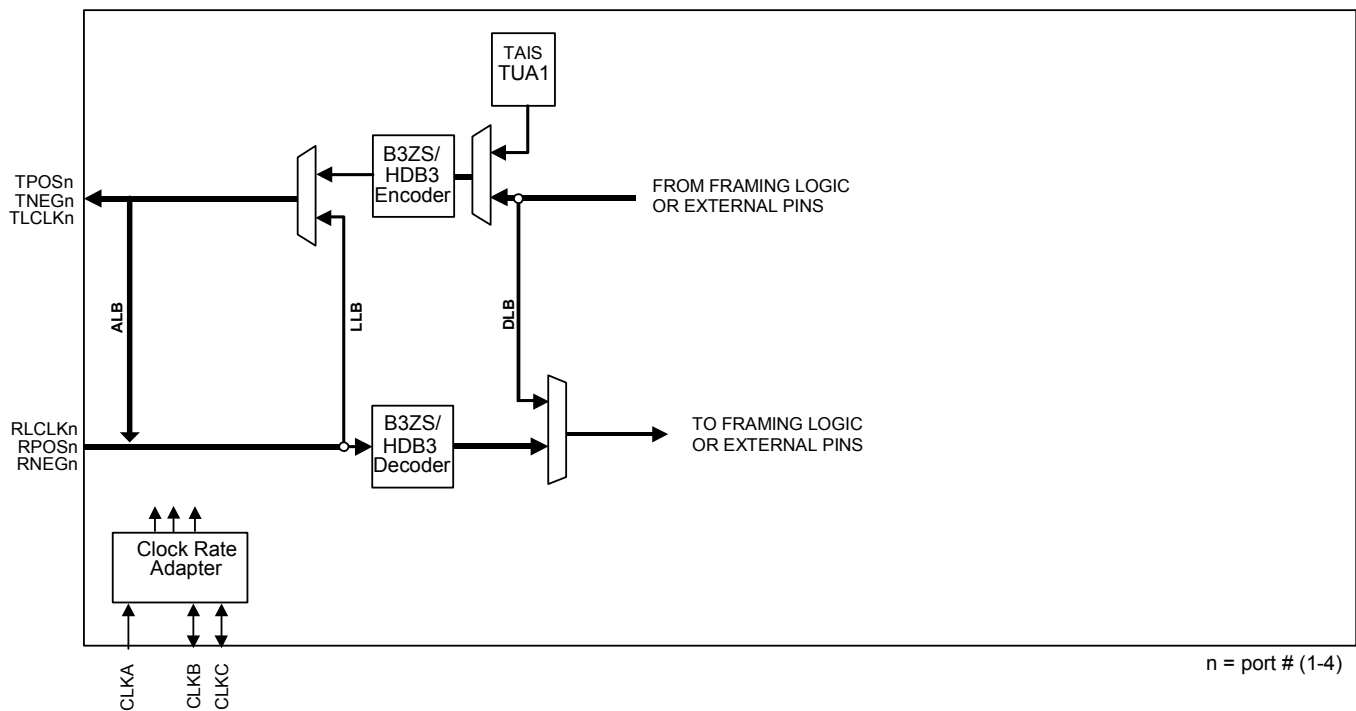 TAIS
TUA1
B3ZS/
HDB3
Encoder
TPOSn
TNEGn
TLCLKn
FROM FRAMING LOGIC
OR EXTERNAL PINS
ALB
LLB
DLB
RLCLKn
RPOSn
RNEGn
B3ZS/
HDB3
Decoder
TO FRAMING LOGIC
OR EXTERNAL PINS
Clock Rate
Adapter
CLKA
CLKB
CLKC
n = port # (1-4)